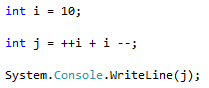 int i = 10;
int j = ++i + i --;
System.Console.WriteLine(j);